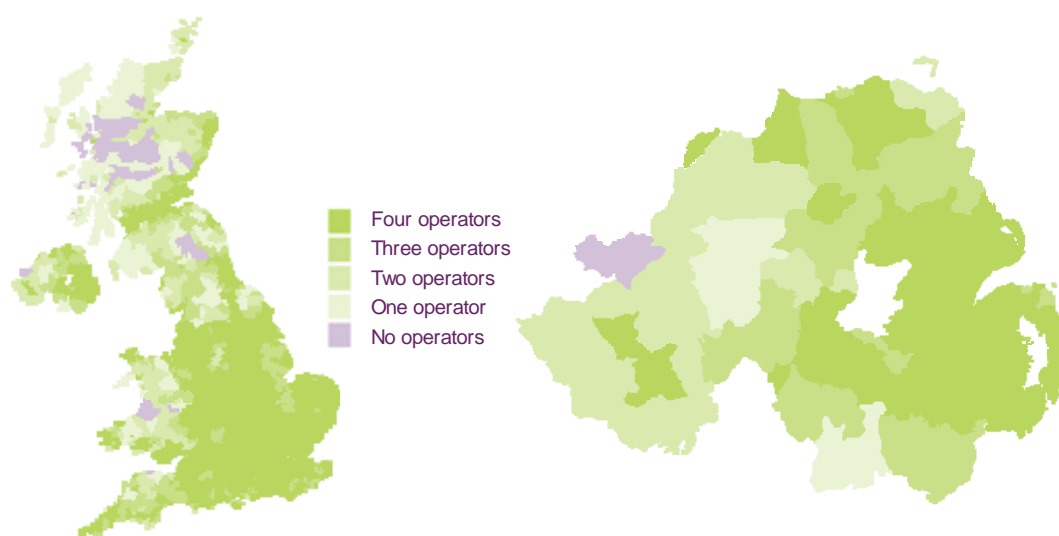 Four operators
Three operators
Two operators
One operator
No operators